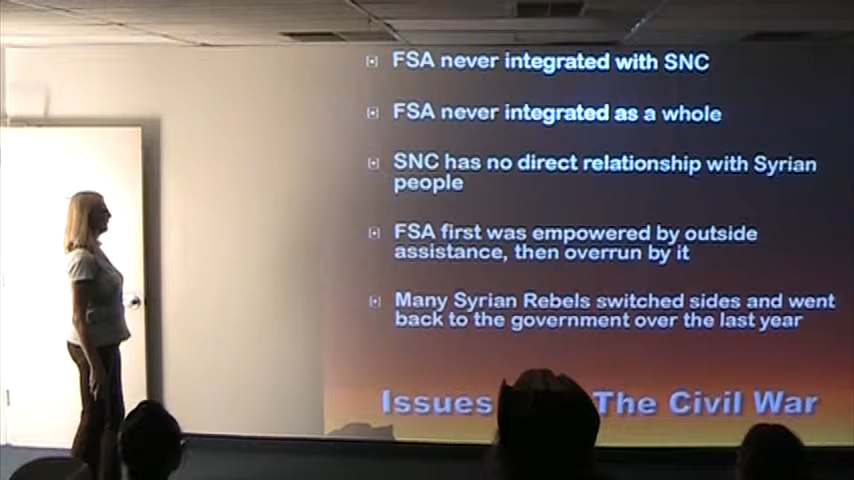 FSA never integrated with SNC
FSA never integrated as a whole
SNC has no direct relationship with Syrian
people
FSA first was empowered by outside
assistance, then overrun by it
Many Syrian Rebels switched sides and went
back to the government over the last year
Issues The Civil War